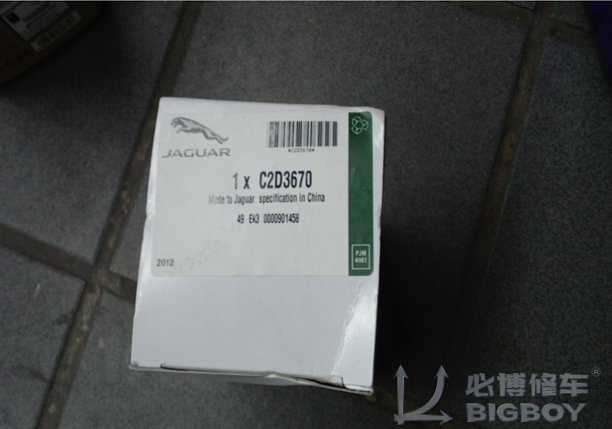 JAGUAR
*C2D3670*
1 x C2D3670
Made to Jaguar specification in China
49 Ek3 0000901458
2012
PJM
4001
必博修车®
BIGBOY